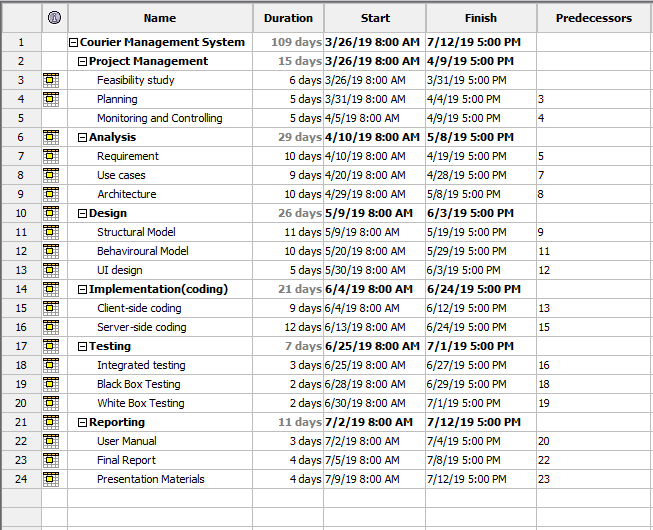 Name Duration Start Finish Predecessors
1 Courier Management System 109 days 3/26/19 8:00 AM 7/12/19 5:00 PM
2 Project Management 15 days 3/26/19 8:00 AM 4/9/19 5:00 PM
3 Feasibility study 6 days 3/26/19 8:00 AM 3/31/19 5:00 PM
4 Planning 5 days 3/31/19 8:00 AM 4/4/19 5:00 PM 3
5 Monitoring and Controlling 5 days 4/5/19 8:00 AM 4/9/19 5:00 PM 4
6 Analysis 29 days 4/10/19 8:00 AM 5/8/19 5:00 PM
7 Requirement 10 days 4/10/19 8:00 AM 4/19/19 5:00 PM 5
8 Use cases 9 days 4/20/19 8:00 AM 4/28/19 5:00 PM 7
9 Architecture 10 days 4/29/19 8:00 AM 5/8/19 5:00 PM 8
10 Design 26 days 5/9/19 8:00 AM 6/3/19 5:00 PM
11 Structural Model 11 days 5/9/19 8:00 AM 5/19/19 5:00 PM 9
12 Behaviroural Model 10 days 5/20/19 8:00 AM 5/29/19 5:00 PM 11
13 UI design 5 days 5/30/19 8:00 AM 6/3/19 5:00 PM 12
14 Implementation(coding) 21 days 6/4/19 8:00 AM 6/24/19 5:00 PM
15 Client-side coding 9 days 6/4/19 8:00 AM 6/12/19 5:00 PM 13
16 Server-side coding 12 days 6/13/19 8:00 AM 6/24/19 5:00 PM 15
17 Testing 7 days 6/25/19 8:00 AM 7/1/19 5:00 PM
18 Integrated testing 3 days 6/25/19 8:00 AM 6/27/19 5:00 PM 16
19 Black Box Testing 2 days 6/28/19 8:00 AM 6/29/19 5:00 PM 18
20 White Box Testing 2 days 6/30/19 8:00 AM 7/1/19 5:00 PM 19
21 Reporting 11 days 7/2/19 8:00 AM 7/12/19 5:00 PM
22 User Manual 3 days 7/2/19 8:00 AM 7/4/19 5:00 PM 20
23 Final Report 4 days 7/5/19 8:00 AM 7/8/19 5:00 PM 22
24 Presentation Materials 4 days 7/9/19 8:00 AM 7/12/19 5:00 PM 23